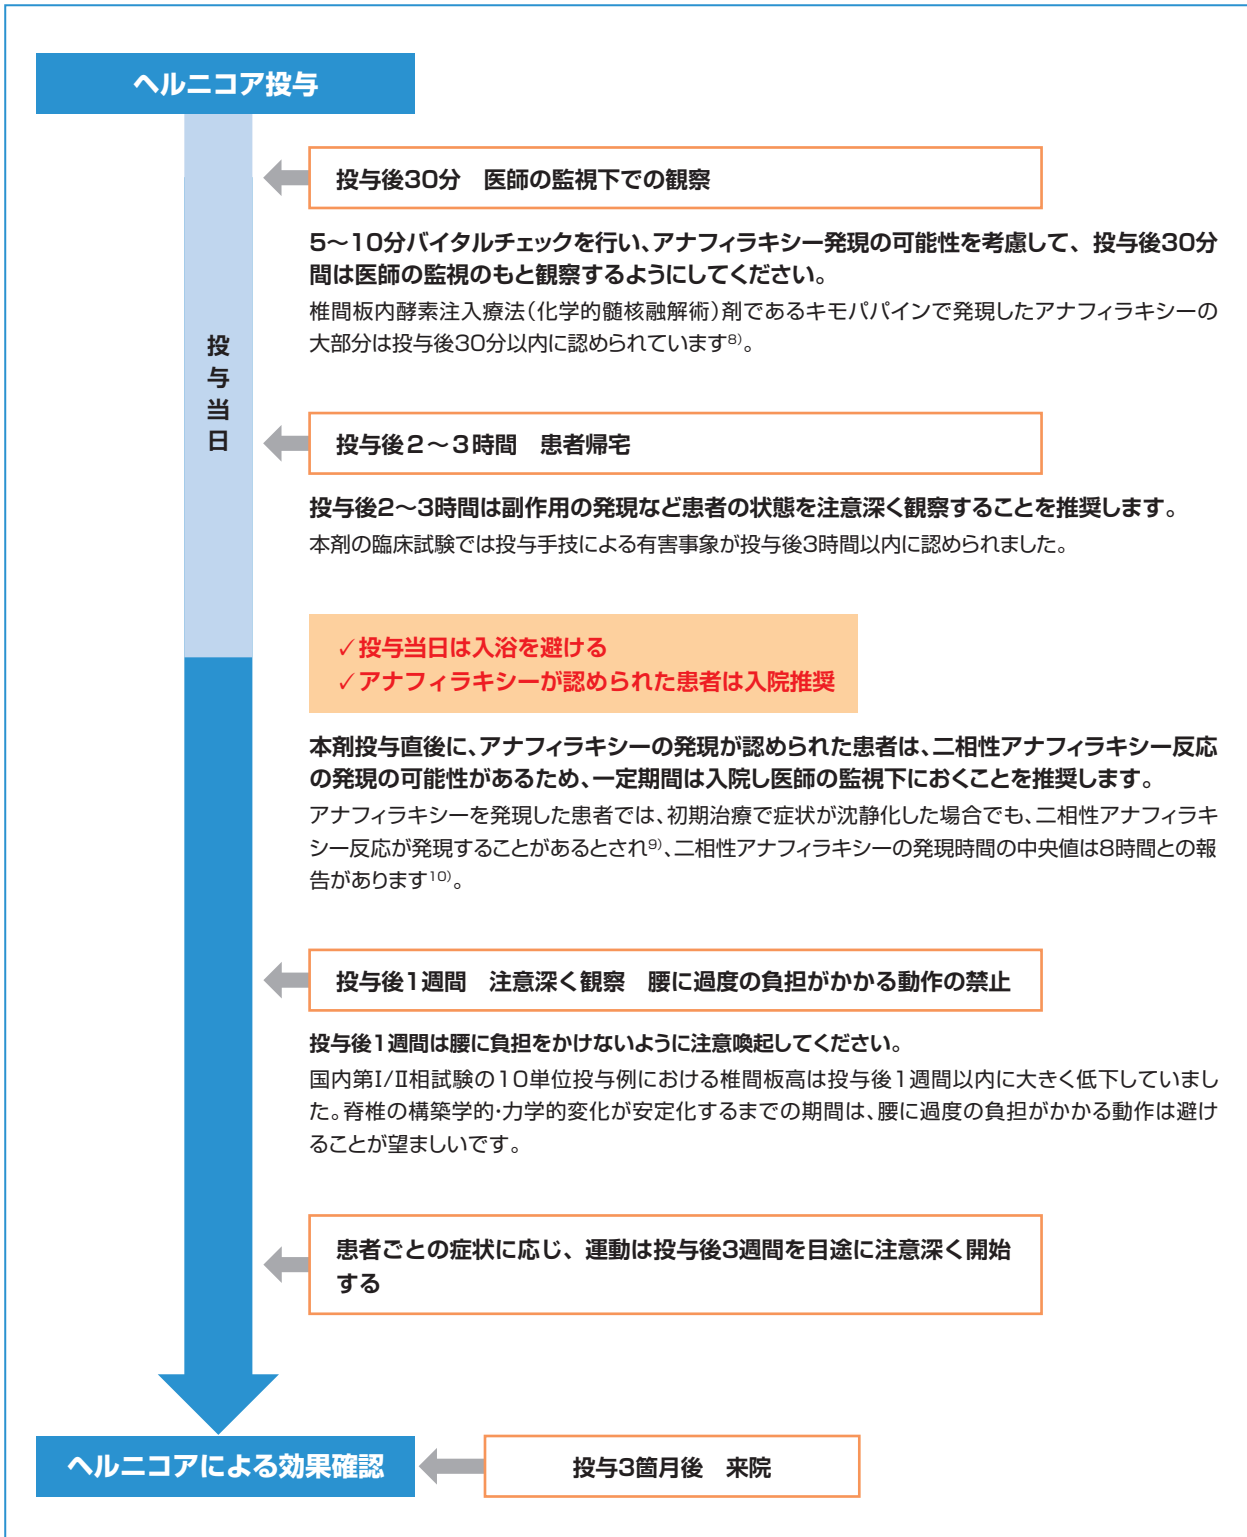 ヘルニコア投与
投与当日
投与後30分　医師の監視下での観察
5～10分バイタルチェックを行い、アナフィラキシー発現の可能性を考慮して、投与後30分
間は医師の監視のもと観察するようにしてください。
椎間板内酵素注入療法（化学的髄核融解術）剤であるキモパパインで発現したアナフィラキシーの
大部分は投与後30分以内に認められています8)。
投与後２～３時間　患者帰宅
投与後2～3時間は副作用の発現など患者の状態を注意深く観察することを推奨します。
本剤の臨床試験では投与手技による有害事象が投与後3時間以内に認められました。
✓投与当日は入浴を避ける
✓アナフィラキシーが認められた患者は入院推奨
本剤投与直後に、アナフィラキシーの発現が認められた患者は、二相性アナフィラキシー反応
の発現の可能性があるため、一定期間は入院し医師の監視下におくことを推奨します。
アナフィラキシーを発現した患者では、初期治療で症状が沈静化した場合でも、二相性アナフィラキ
シー反応が発現することがあるとされ9)、二相性アナフィラキシーの発現時間の中央値は8時間との報
告があります10)。
投与後1週間　注意深く観察　腰に過度の負担がかかる動作の禁止
投与後1週間は腰に負担をかけないように注意喚起してください。
国内第Ⅰ/Ⅱ相試験の10単位投与例における椎間板高は投与後1週間以内に大きく低下していまし
た。脊椎の構築学的・力学的変化が安定化するまでの期間は、腰に過度の負担がかかる動作は避け
ることが望ましいです。
患者ごとの症状に応じ、運動は投与後3週間を目途に注意深く開始
する
ヘルニコアによる効果確認
投与3箇月後　来院